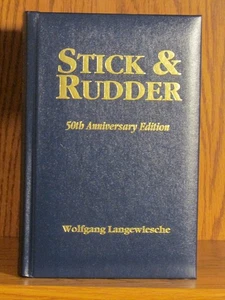 STICK &
RUDDER
50th Anniversary Edition
Wolfgang Langewiesche